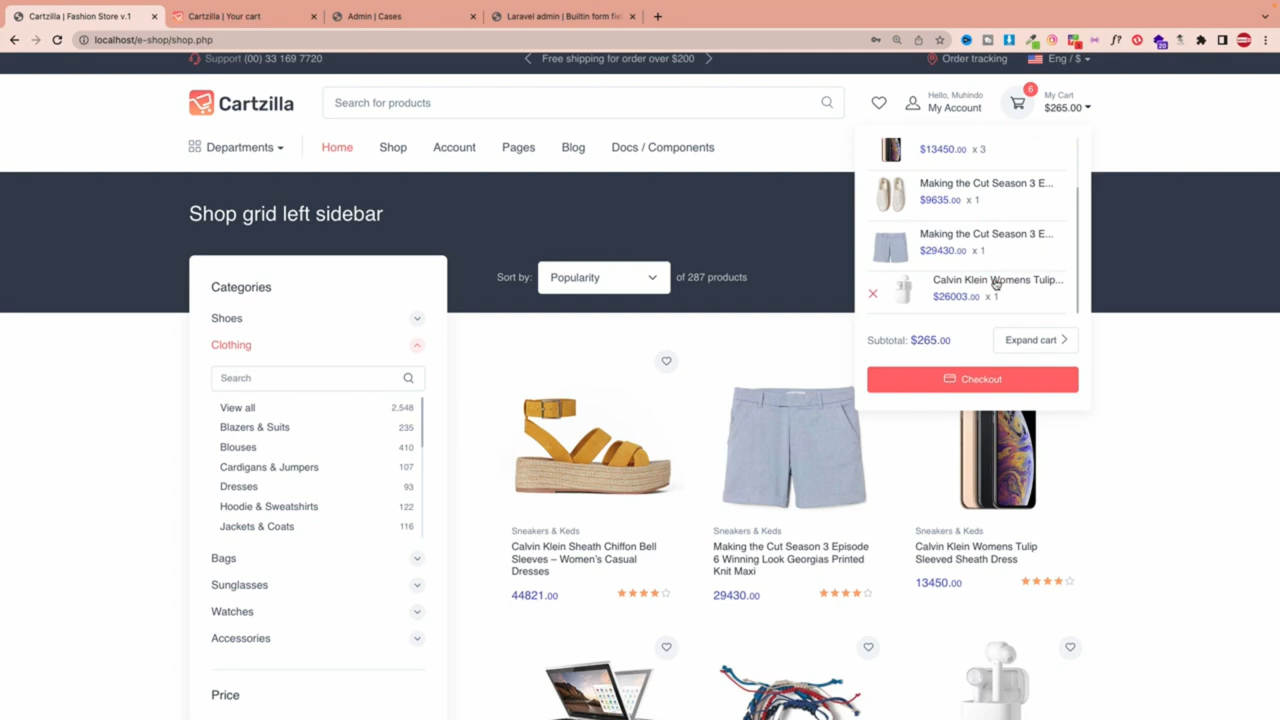 Cartzilla | Fashion Store v.1
Cartzilla | Your cart
Admin | Cases
Laravel admin | Builtin form fie
localhost/e-shop/shop.php
Support (00) 33 169 7720
Free shipping for order over $200
Order tracking
Eng / $
Cartzilla
Search for products
Hello, Muhindo
My Account
6
My Cart
$265.00
Departments
Home
Shop
Account
Pages
Blog
Docs / Components
$13450.00 x 3
Making the Cut Season 3 E...
$9635.00 x 1
Making the Cut Season 3 E...
$29430.00 x 1
Calvin Klein Womens Tulip...
$26003.00 x 1
Subtotal: $265.00
Expand cart
Checkout
Shop grid left sidebar
Sort by:
Popularity
of 287 products
Categories
Shoes
Clothing
Search
View all 2,548
Blazers & Suits 235
Blouses 410
Cardigans & Jumpers 107
Dresses 93
Hoodie & Sweatshirts 122
Jackets & Coats 116
Bags
Sunglasses
Watches
Accessories
Price
Sneakers & Keds
Calvin Klein Sheath Chiffon Bell
Sleeves – Women's Casual
Dresses
44821.00
Sneakers & Keds
Making the Cut Season 3 Episode
6 Winning Look Georgias Printed
Knit Maxi
29430.00
Sneakers & Keds
Calvin Klein Womens Tulip
Sleeved Sheath Dress
13450.00